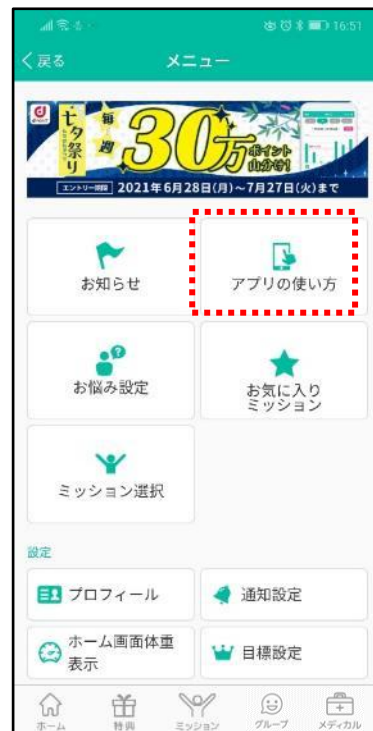 16:51
戻る
メニュー
七夕祭り
毎週
30万
ポイント
山分け!
エントリー期間 2021年6月28日(月)~7月27日(火)まで
お知らせ
アプリの使い方
お悩み設定
お気に入り
ミッション
ミッション選択
設定
プロフィール
通知設定
ホーム画面体重
表示
目標設定
ホーム
特典
ミッション
グループ
メディカル